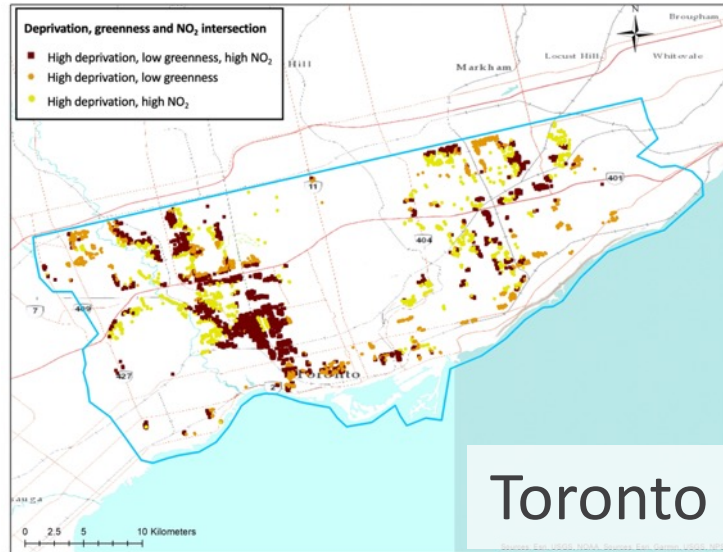 Deprivation, greenness and NO₂ intersection
High deprivation, low greenness, high NO₂
High deprivation, low greenness
High deprivation, high NO₂
Hill
N
Brougham
Markham
Locust Hill
Whitevale
11
401
404
7
409
427
2
Toronto
0 2.5 5 10 Kilometers
Toronto